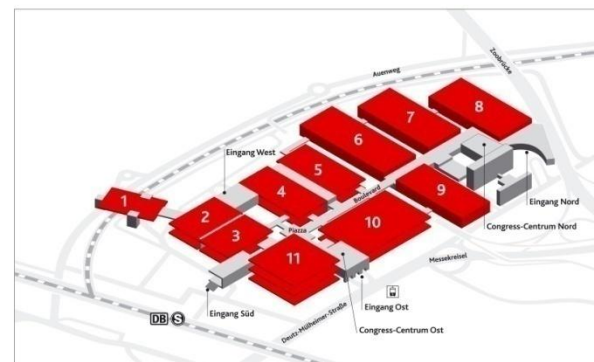 Zoobrücke
Auenweg
8
7
6
Eingang West
5
Boulevard
9
4
1
2
10
Eingang Nord
3
Piazza
Congress-Centrum Nord
11
Messekreisel
Eingang Ost
DB S
Eingang Süd
Deutz-Mülheimer-Straße
Congress-Centrum Ost